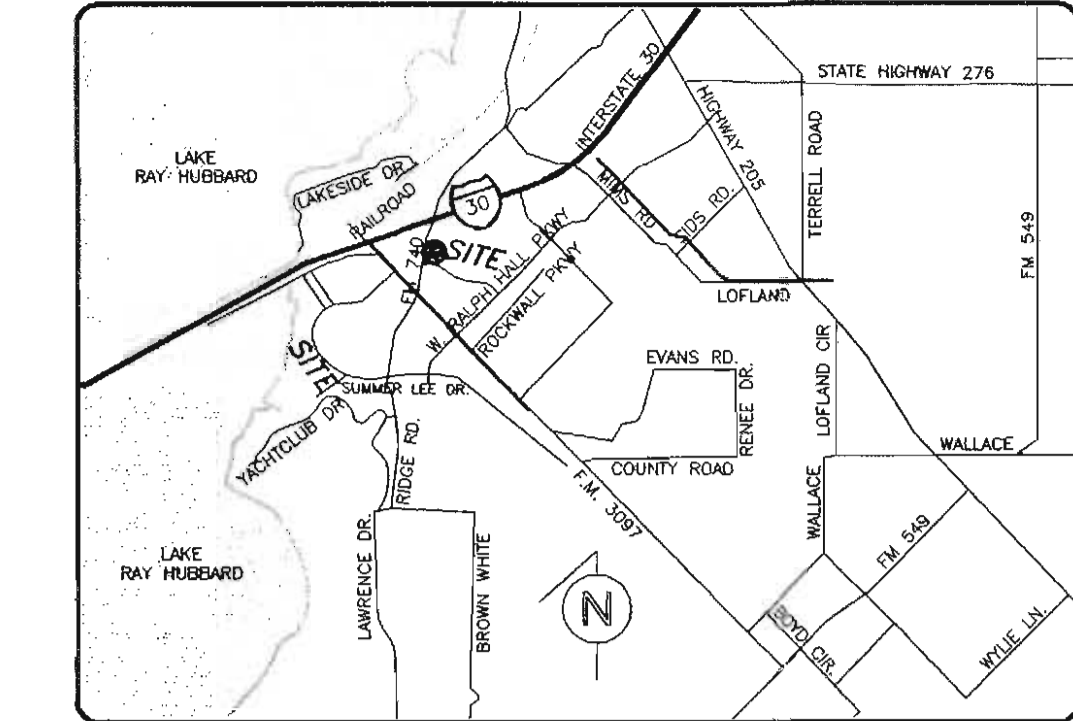 STATE HIGHWAY 276
INTERSTATE 30
HIGHWAY 205
LAKE
RAY HUBBARD
LAKESIDE DR
RAILROAD
30
MIMS RD
SIDS RD.
TERRELL ROAD
FM 549
FM 740
SITE
W. RALPH HALL PKWY
ROCKWALL PKWY
LOFLAND
SITE
SUMMER LEE DR.
EVANS RD.
RENEE DR.
LOFLAND CIR
YACHTCLUB DR
RIDGE RD.
COUNTY ROAD
WALLACE
WALLACE
F.M. 3097
LAKE
RAY HUBBARD
LAWRENCE DR.
BROWN WHITE
N
FM 549
BOYD CIR.
WYLIE LN.